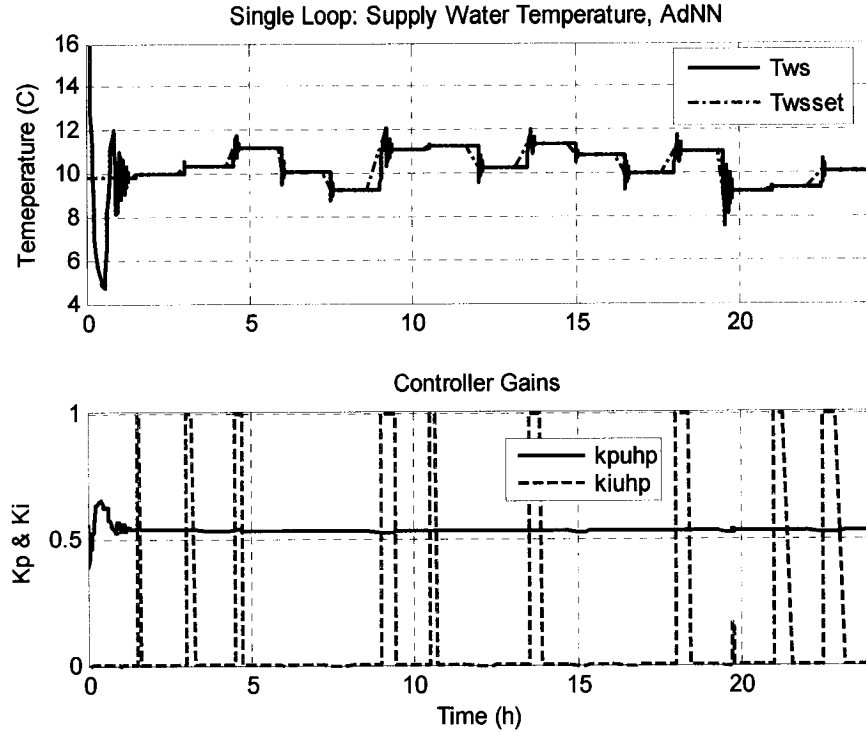 Single Loop: Supply Water Temperature, AdNN
16
14
12
10
8
6
4
Temeperature (C)
Tws
Twsset
0
5
10
15
20
Controller Gains
1
0.5
0
Kp & Ki
kpuhp
kiuhp
0
5
10
15
20
Time (h)